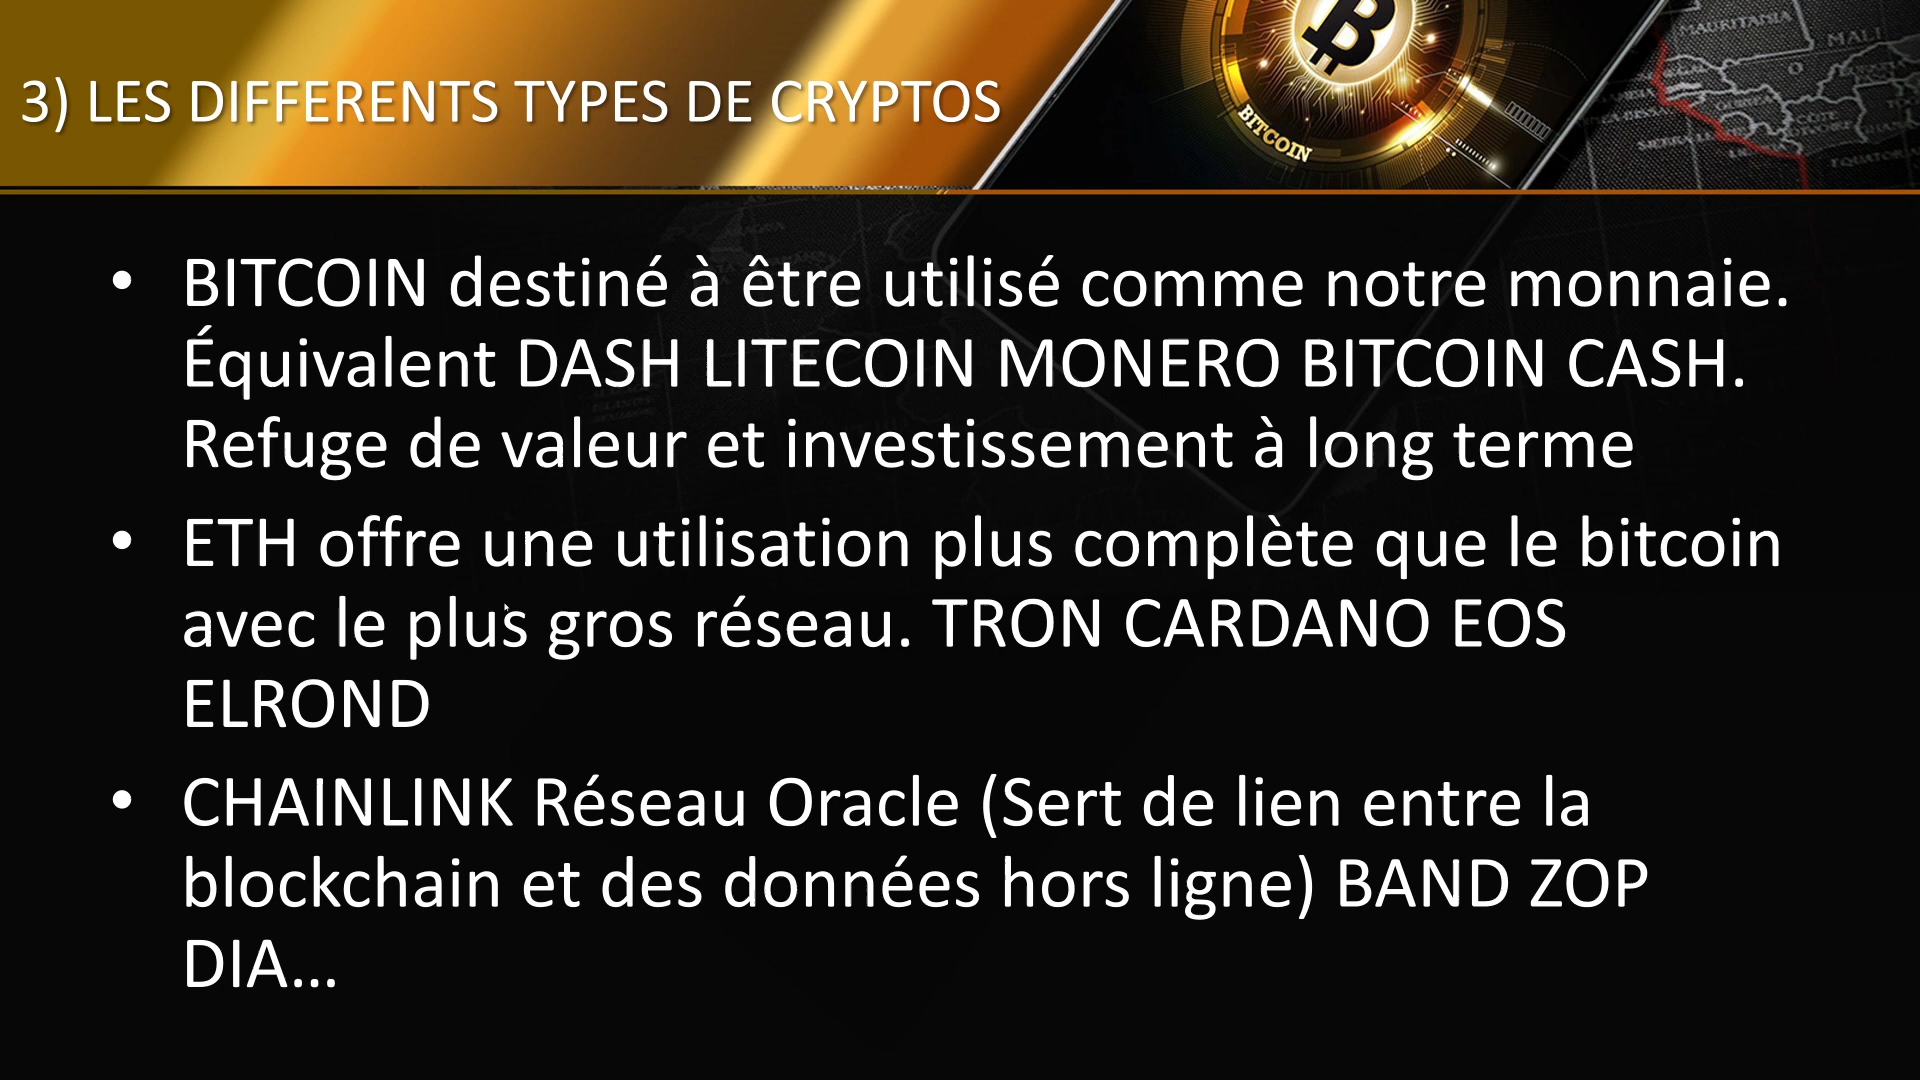 3) LES DIFFERENTS TYPES DE CRYPTOS
BITCOIN
MAURITANIA
MALI
• BITCOIN destiné à être utilisé comme notre monnaie.
Équivalent DASH LITECOIN MONERO BITCOIN CASH.
Refuge de valeur et investissement à long terme
• ETH offre une utilisation plus complète que le bitcoin
avec le plus gros réseau. TRON CARDANO EOS
ELROND
• CHAINLINK Réseau Oracle (Sert de lien entre la
blockchain et des données hors ligne) BAND ZOP
DIA...